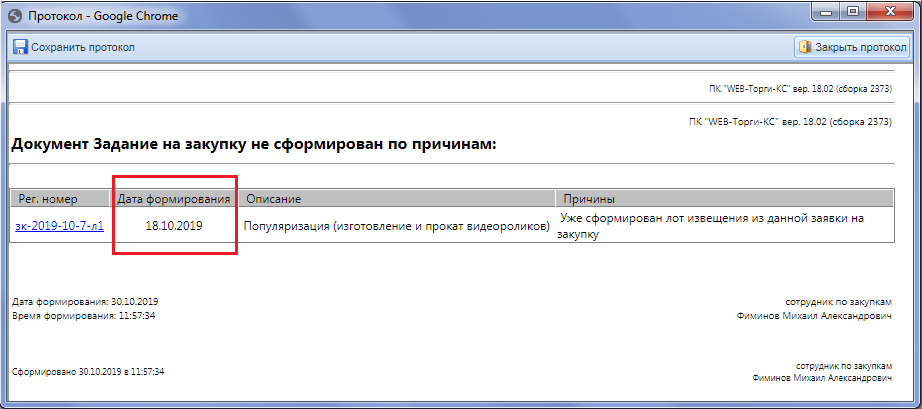 Протокол - Google Chrome
Сохранить протокол Закрыть протокол
ПК "WEB-Торги-КС" вер. 18.02 (сборка 2373)
ПК "WEB-Торги-КС" вер. 18.02 (сборка 2373)
Документ Задание на закупку не сформирован по причинам:
Рег. номер Дата формирования Описание Причины
зк-2019-10-7-л1 18.10.2019 Популяризация (изготовление и прокат видеороликов) Уже сформирован лот извещения из данной заявки на
закупку
Дата формирования: 30.10.2019 сотрудник по закупкам
Время формирования: 11:57:34 Фиминов Михаил Александрович
Сформировано 30.10.2019 в 11:57:34 сотрудник по закупкам
Фиминов Михаил Александрович